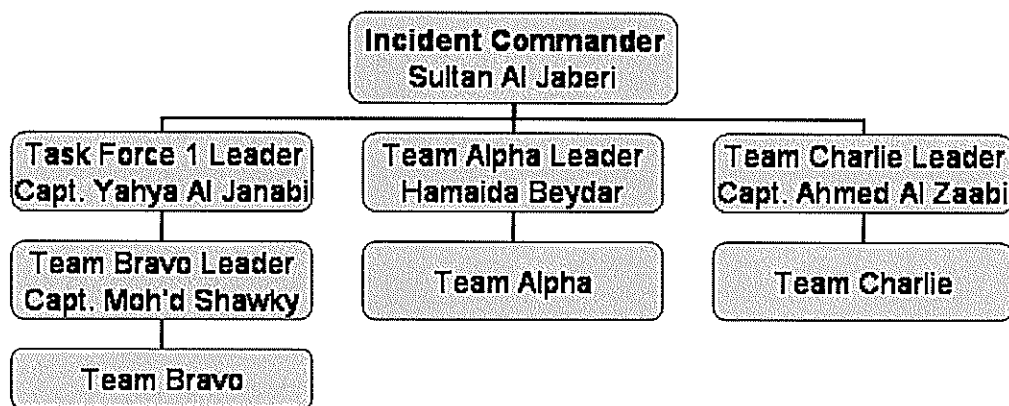 Incident Commander
Sultan Al Jaberi
Task Force 1 Leader
Capt. Yahya Al Janabi
Team Alpha Leader
Hamaida Beydar
Team Charlie Leader
Capt. Ahmed Al Zaabi
Team Bravo Leader
Capt. Moh'd Shawky
Team Alpha
Team Charlie
Team Bravo